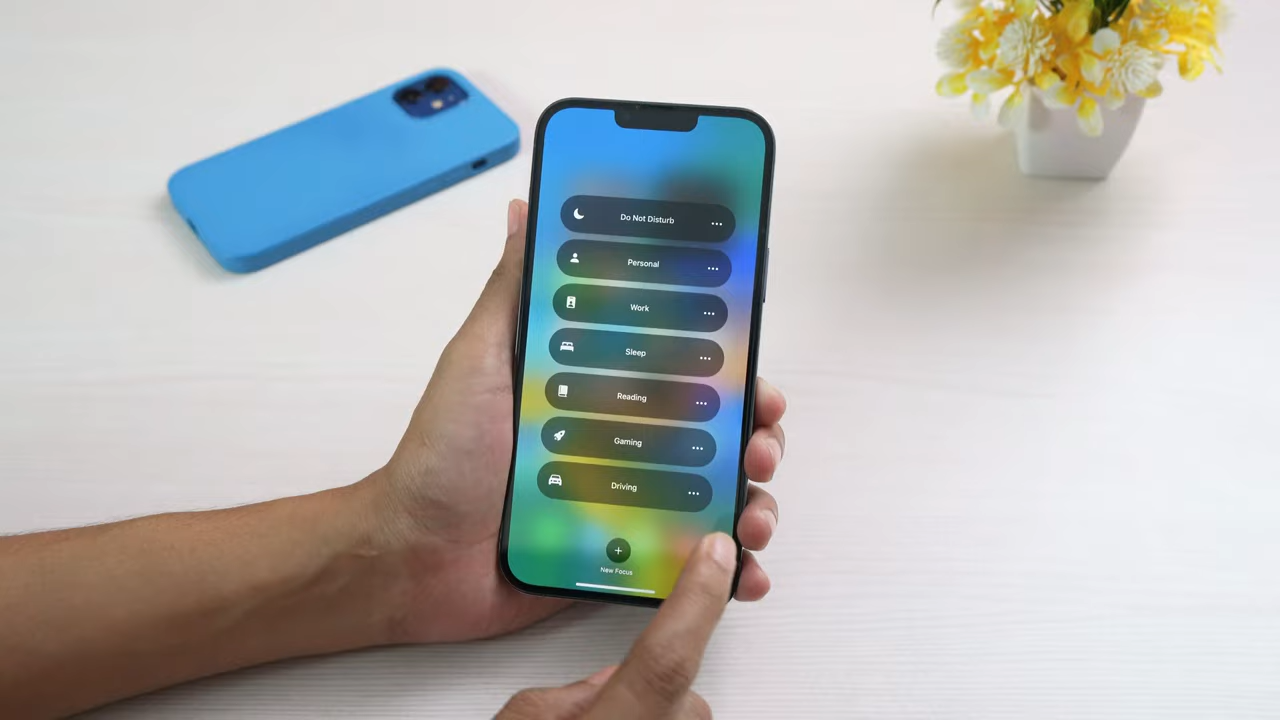 Do Not Disturb
Personal
Work
Sleep
Reading
Gaming
Driving
New Focus